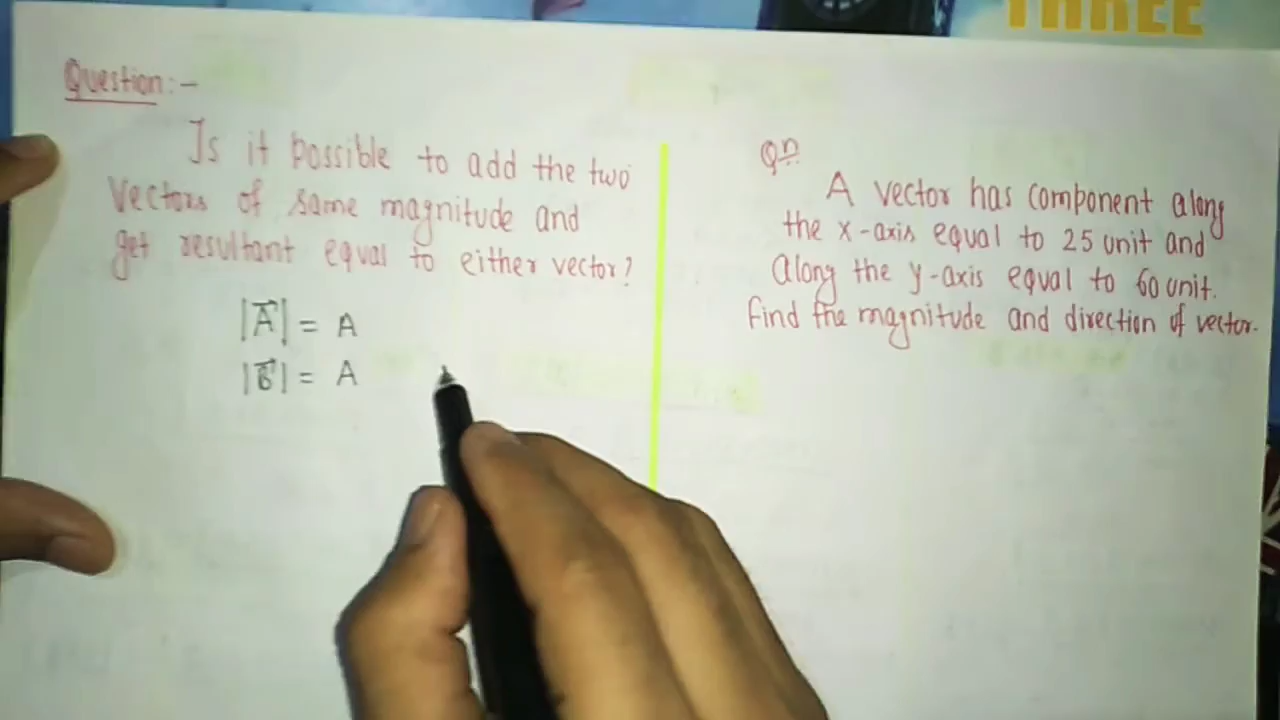 THREE
Question:-
Is it possible to add the two
vectors of same magnitude and
get resultant equal to either vector?
|A⃗| = A
|B⃗| = A
Qn
A vector has component along
the x-axis equal to 25 unit and
along the y-axis equal to 60 unit.
Find the magnitude and direction of vector.